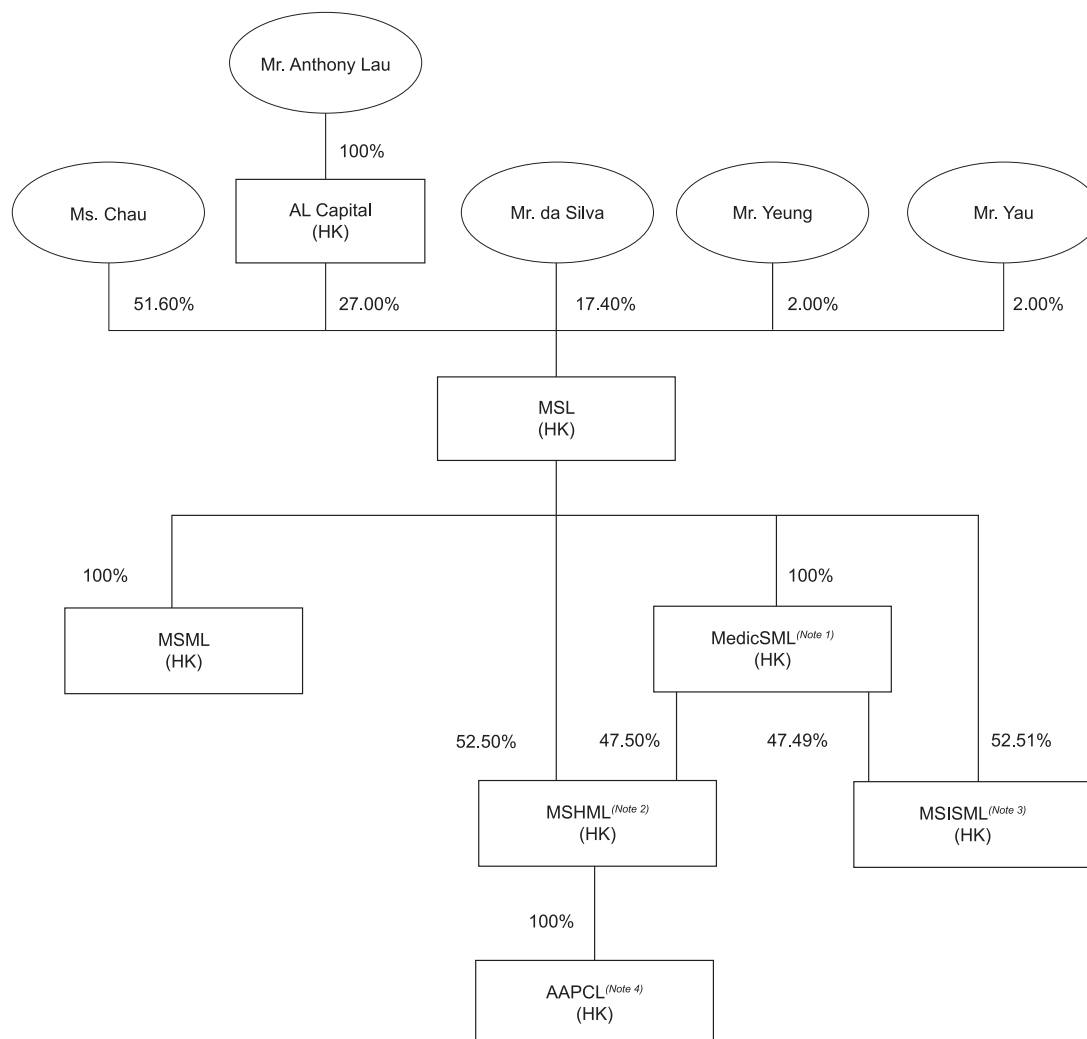 Mr. Anthony Lau
100%
Ms. Chau
AL Capital
(HK)
Mr. da Silva
Mr. Yeung
Mr. Yau
51.60%
27.00%
17.40%
2.00%
2.00%
MSL
(HK)
100%
100%
MSML
(HK)
MedicSML(Note 1)
(HK)
52.50%
47.50%
47.49%
52.51%
MSHML(Note 2)
(HK)
MSISML(Note 3)
(HK)
100%
AAPCL(Note 4)
(HK)